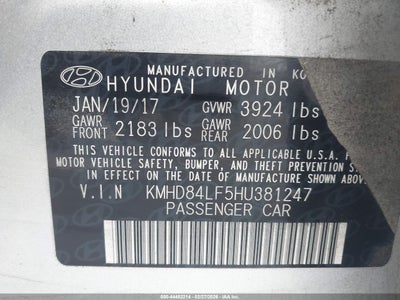 MANUFACTURED IN KO
HYUNDAI MOTOR
JAN/19/17 GVWR 3924 lbs
GAWR FRONT 2183 lbs GAWR REAR 2006 lbs
THIS VEHICLE CONFORMS TO ALL APPLICABLE U.S.A. F
MOTOR VEHICLE SAFETY, BUMPER, AND THEFT PREVENT
STANDARDS IN EFFECT ON THE DATE OF MANUFACTURE SHOWN ABOVE.
V.I.N KMHD84LF5HU381247
PASSENGER CAR